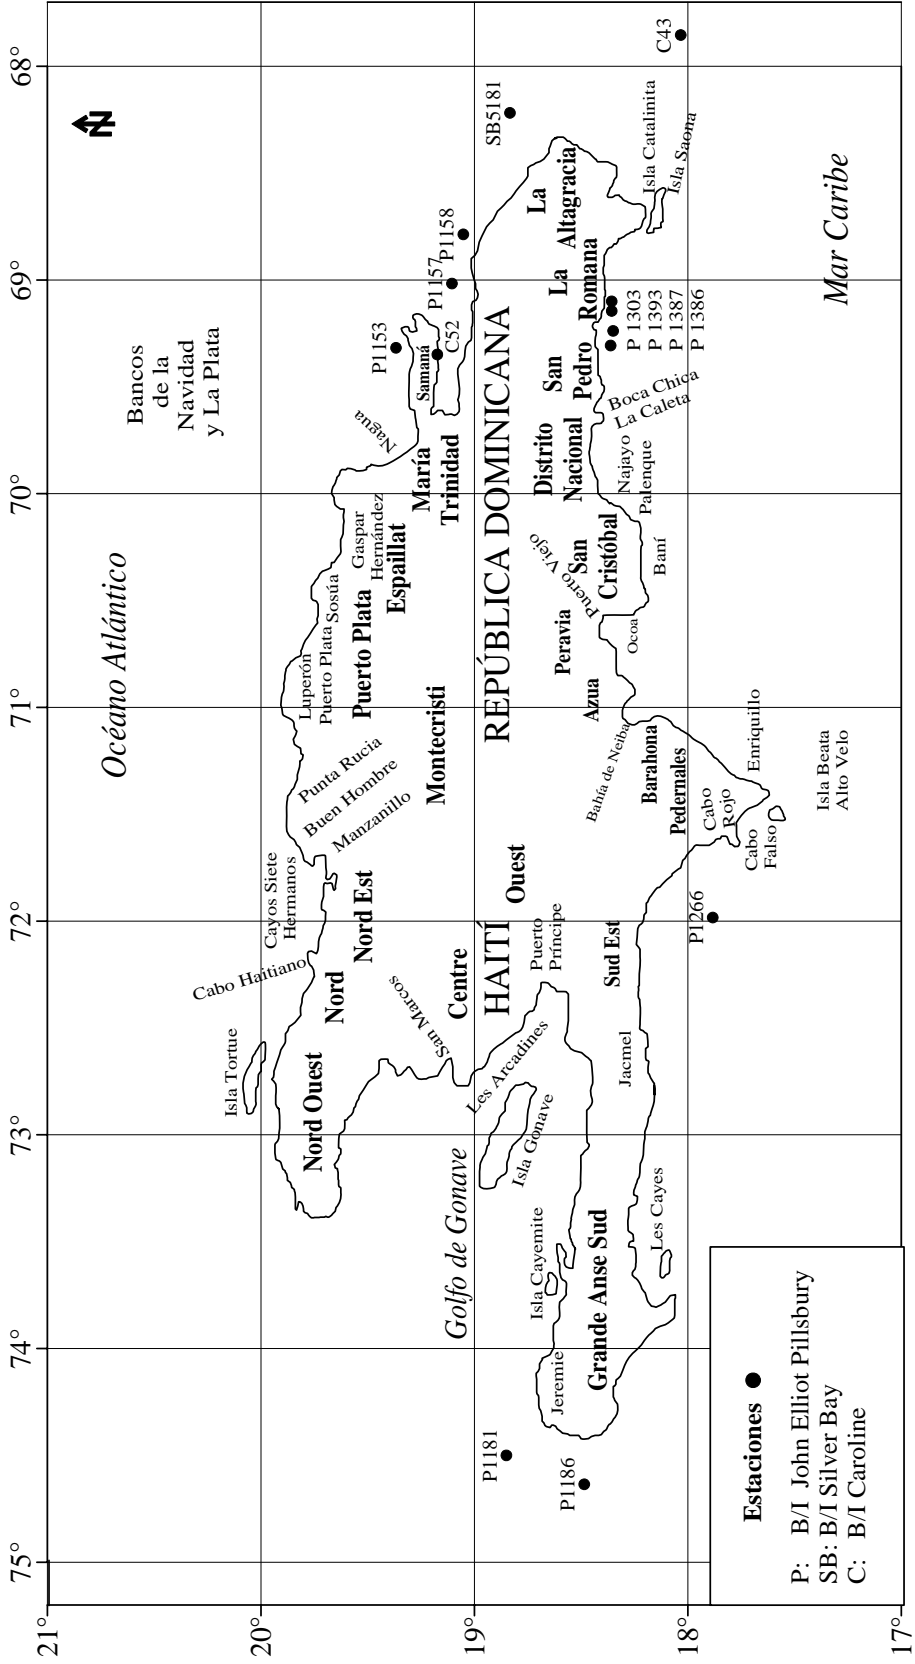 75°
74°
73°
72°
71°
70°
69°
68°
21°
20°
19°
18°
17°
N
Océano Atlántico
Bancos
de la
Navidad
y La Plata
Isla Tortue
Cabo Haitiano
Cayos Siete
Hermanos
Punta Rucia
Buen Hombre
Manzanillo
Luperón
Puerto Plata
Sosúa
Gaspar
Hernández
Nagua
P1153
P1157
P1158
C52
SB5181
C43
Nord Ouest
Nord
Nord Est
Montecristi
Puerto Plata
Espaillat
María
Trinidad
Samaná
San Marcos
Centre
Golfo de Gonave
Les Arcadines
Isla Gonave
HAITÍ
Ouest
REPÚBLICA DOMINICANA
Puerto
Príncipe
Distrito
Nacional
San
Pedro
La
Romana
La
Altagracia
P1181
P1186
Isla Cayemite
Jeremie
Grande Anse Sud
Sud Est
Les Cayes
Jacmel
Bahía de Neiba
Azua
Peravia
Puerto Viejo
San
Cristóbal
Ocoa
Baní
Najayo
Palenque
Boca Chica
La Caleta
P 1303
P 1393
P 1387
P 1386
Isla Catalinita
Isla Saona
Barahona
Pedernales
Cabo
Rojo
Cabo
Falso
Enriquillo
Isla Beata
Alto Velo
P1266
Mar Caribe
Estaciones
P: B/I John Elliot Pillsbury
SB: B/I Silver Bay
C: B/I Caroline